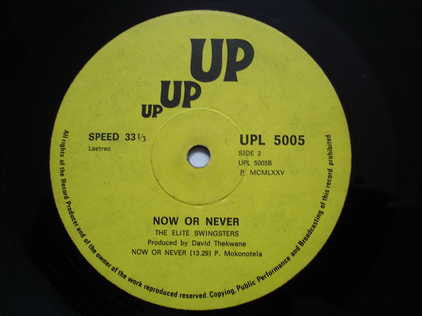 UP
UP
UP
SPEED 33 1/3
Lastrec
UPL 5005
SIDE 2
UPL 5005B
P. MCMLXXV
NOW OR NEVER
THE ELITE SWINGSTERS
Produced by David Thekwane
NOW OR NEVER (13.29) P. Mokonotela
All rights of the Record Producer and of the owner of the work reproduced reserved. Copying, Public Performance and Broadcasting of this record prohibited